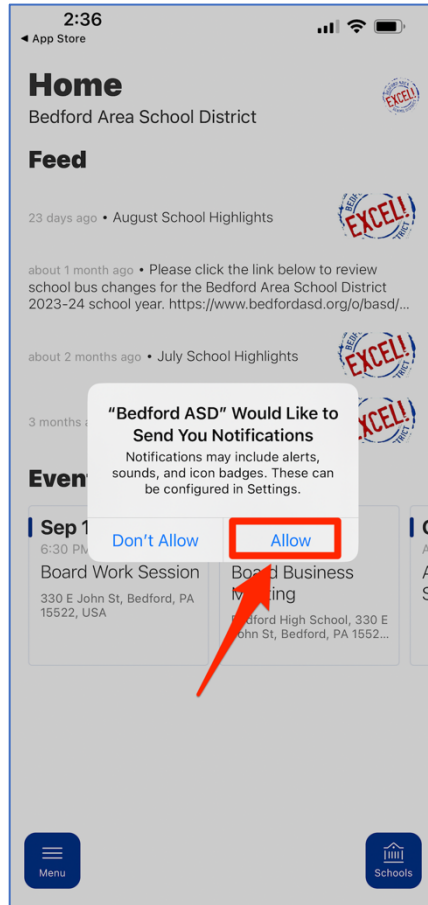 2:36
◄ App Store
Home
Bedford Area School District
EXCEL!
Feed
23 days ago • August School Highlights
EXCEL!
about 1 month ago • Please click the link below to review
school bus changes for the Bedford Area School District
2023-24 school year. https://www.bedfordasd.org/o/basd/...
about 2 months ago • July School Highlights
EXCEL!
3 months
EXCEL!
"Bedford ASD" Would Like to
Send You Notifications
Notifications may include alerts,
sounds, and icon badges. These can
be configured in Settings.
Don't Allow
Allow
Sep
6:30 PM
Board Work Session
330 E John St, Bedford, PA
15522, USA
Board Business
Bedford High School, 330 E
John St, Bedford, PA 1552...
Menu
Schools